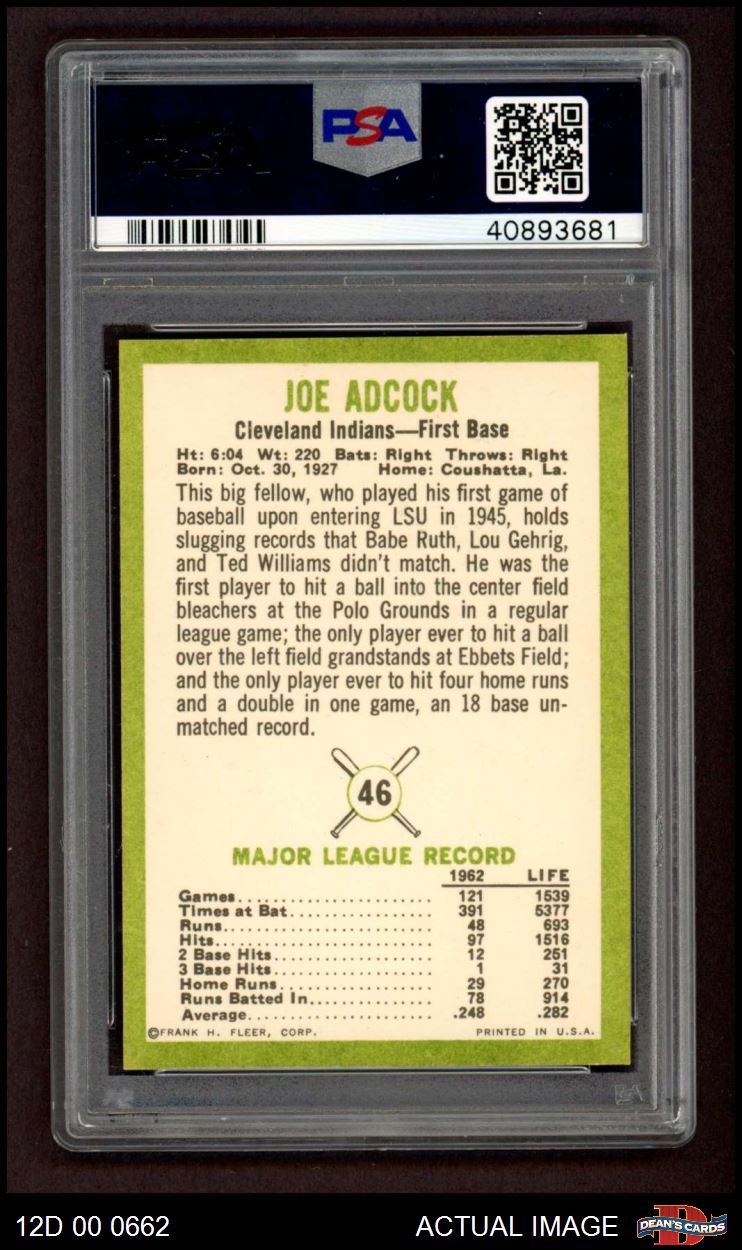 PSA
40893681
JOE ADCOCK
Cleveland Indians—First Base
Ht: 6:04 Wt: 220 Bats: Right Throws: Right
Born: Oct. 30, 1927 Home: Coushatta, La.
This big fellow, who played his first game of
baseball upon entering LSU in 1945, holds
slugging records that Babe Ruth, Lou Gehrig,
and Ted Williams didn't match. He was the
first player to hit a ball into the center field
bleachers at the Polo Grounds in a regular
league game; the only player ever to hit a ball
over the left field grandstands at Ebbets Field;
and the only player ever to hit four home runs
and a double in one game, an 18 base un-
matched record.
46
MAJOR LEAGUE RECORD
1962 LIFE
Games........................ 121 1539
Times at Bat.................. 391 5377
Runs.......................... 48 693
Hits.......................... 97 1516
2 Base Hits.................... 12 251
3 Base Hits.................... 1 31
Home Runs.................... 29 270
Runs Batted In................ 78 914
Average...................... .248 .282
©FRANK H. FLEER, CORP. PRINTED IN U.S.A.
12D 00 0662 ACTUAL IMAGE DEAN'S CARDS